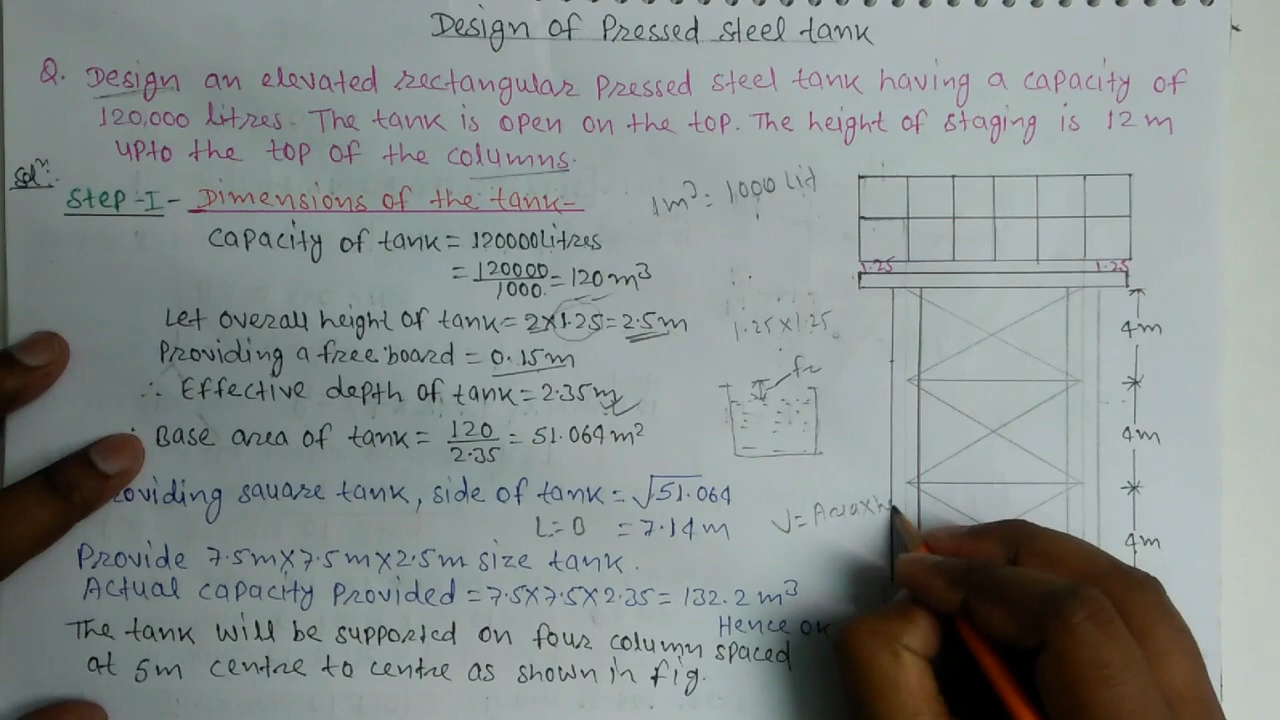 Design of Pressed steel tank
Q. Design an elevated rectangular Pressed steel tank having a capacity of
120,000 litres. The tank is open on the top. The height of staging is 12m
upto the top of the columns.
Solⁿ:
Step-I- Dimensions of the tank-
1m³ = 1000 Lit
capacity of tank = 120000 Litres
= 120000/1000 = 120 m³
Let overall height of tank = 2×1.25 = 2.5m
Providing a free board = 0.15m
∴ Effective depth of tank = 2.35m
Base area of tank = 120/2.35 = 51.064 m²
oviding square tank, side of tank = √51.064
L=B = 7.14m
Provide 7.5m×7.5m×2.5m size tank.
Actual capacity Provided = 7.5×7.5×2.35 = 132.2 m³
Hence
The tank will be supported on four column spaced
at 5m centre to centre as shown in fig.
1.25 1.25
1.25×1.25
4m
4m
4m